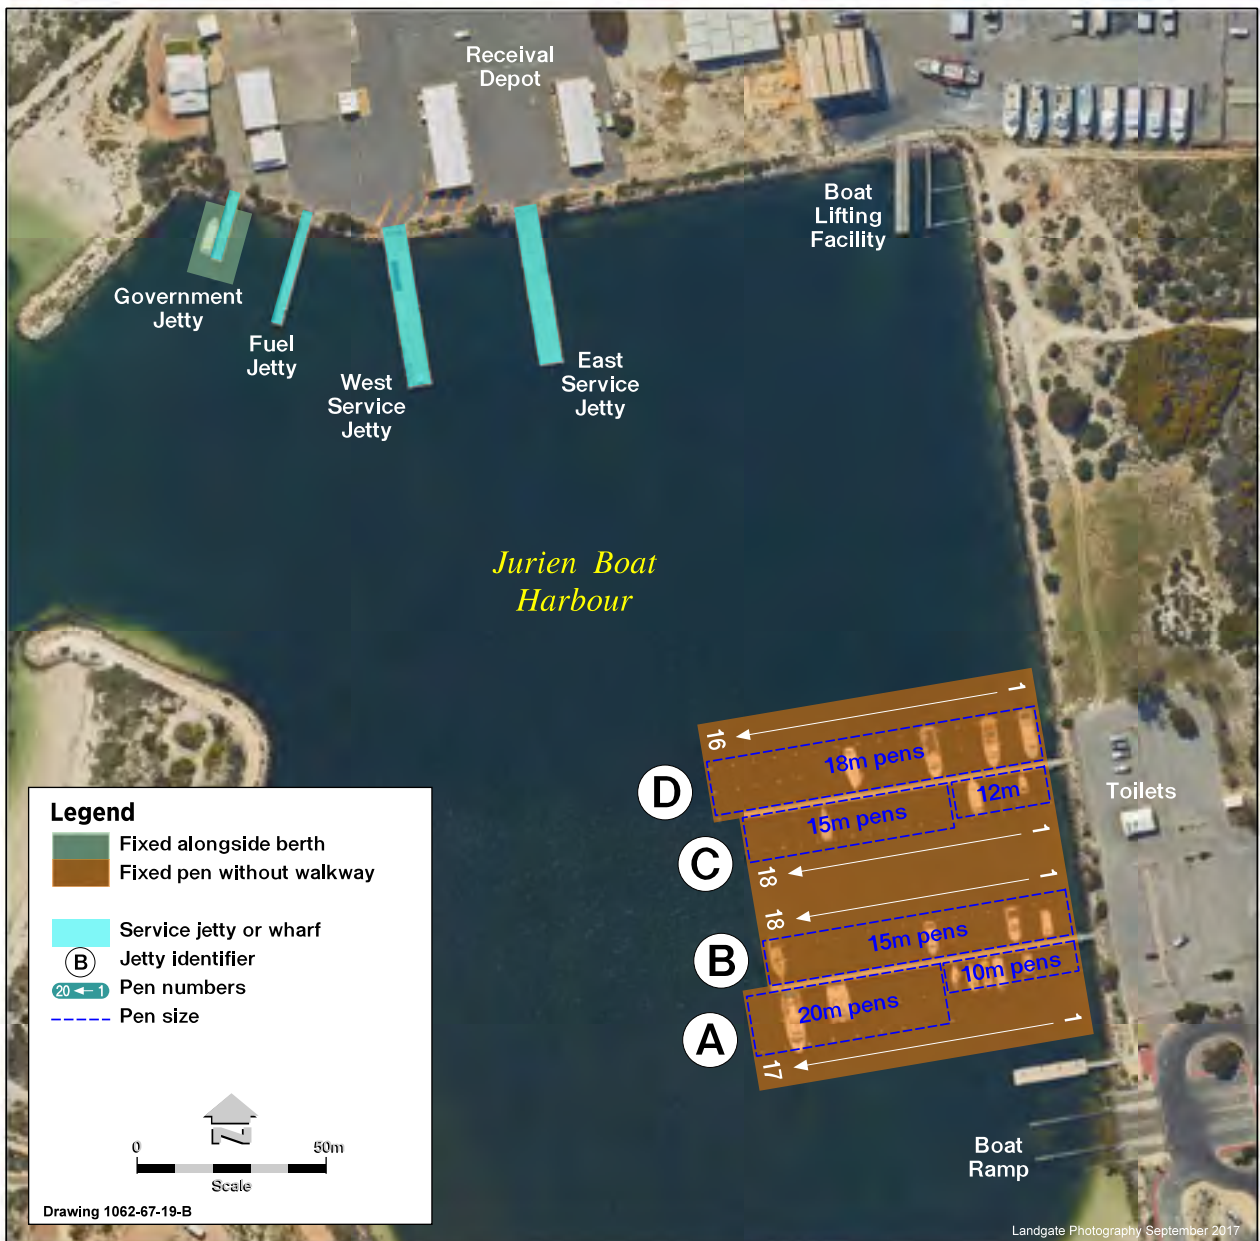 Receival
Depot
Boat
Lifting
Facility
Government
Jetty
Fuel
Jetty
West
Service
Jetty
East
Service
Jetty
Jurien Boat
Harbour
1
16
18m pens
D
12m
15m pens
Toilets
C
1
18
1
18
15m pens
B
10m pens
20m pens
A
1
17
Boat
Ramp
Legend
Fixed alongside berth
Fixed pen without walkway
Service jetty or wharf
B Jetty identifier
20 ← 1 Pen numbers
Pen size
N
0 50m
Scale
Drawing 1062-67-19-B
Landgate Photography September 2017